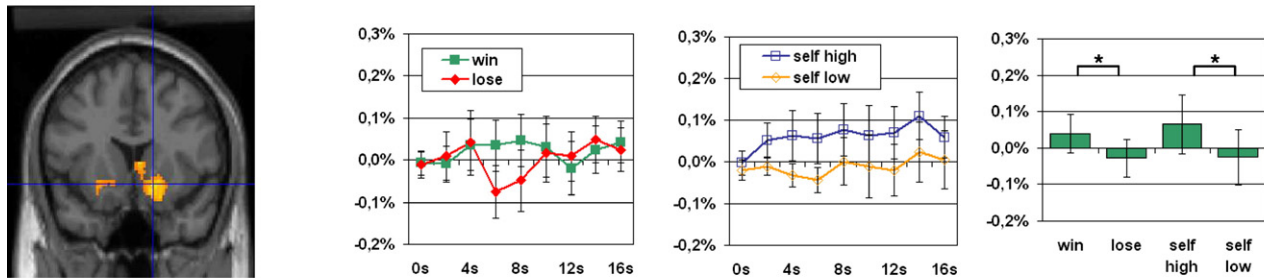 0,3%
0,2%
0,1%
0,0%
-0,1%
-0,2%
win
lose
0s 4s 8s 12s 16s
0,3%
0,2%
0,1%
0,0%
-0,1%
-0,2%
self high
self low
0s 4s 8s 12s 16s
0,3%
0,2%
0,1%
0,0%
-0,1%
-0,2%
* *
win lose self high self low